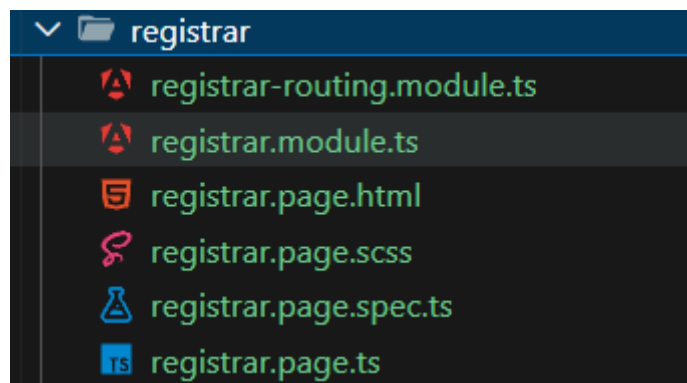 registrar
registrar-routing.module.ts
registrar.module.ts
registrar.page.html
registrar.page.scss
registrar.page.spec.ts
TS registrar.page.ts